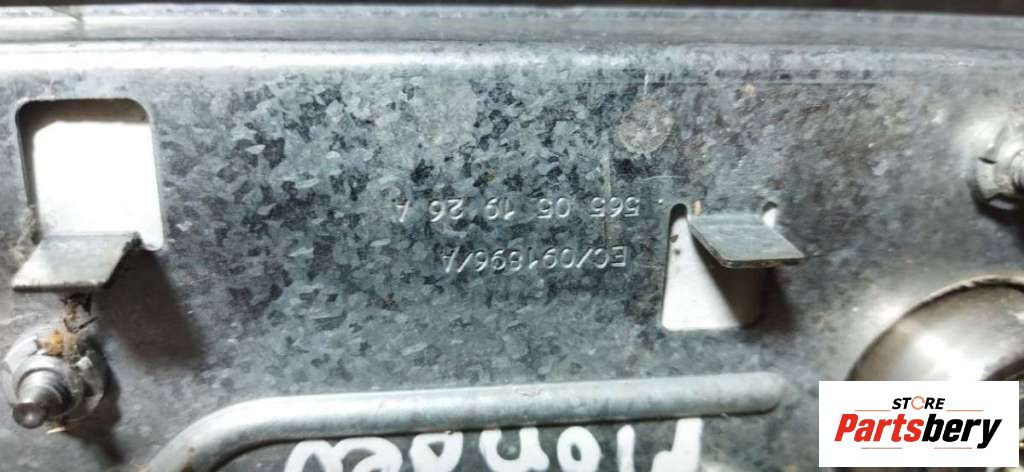 EC/091896/A
. 565 05 19 26 A
STORE
Partsbery